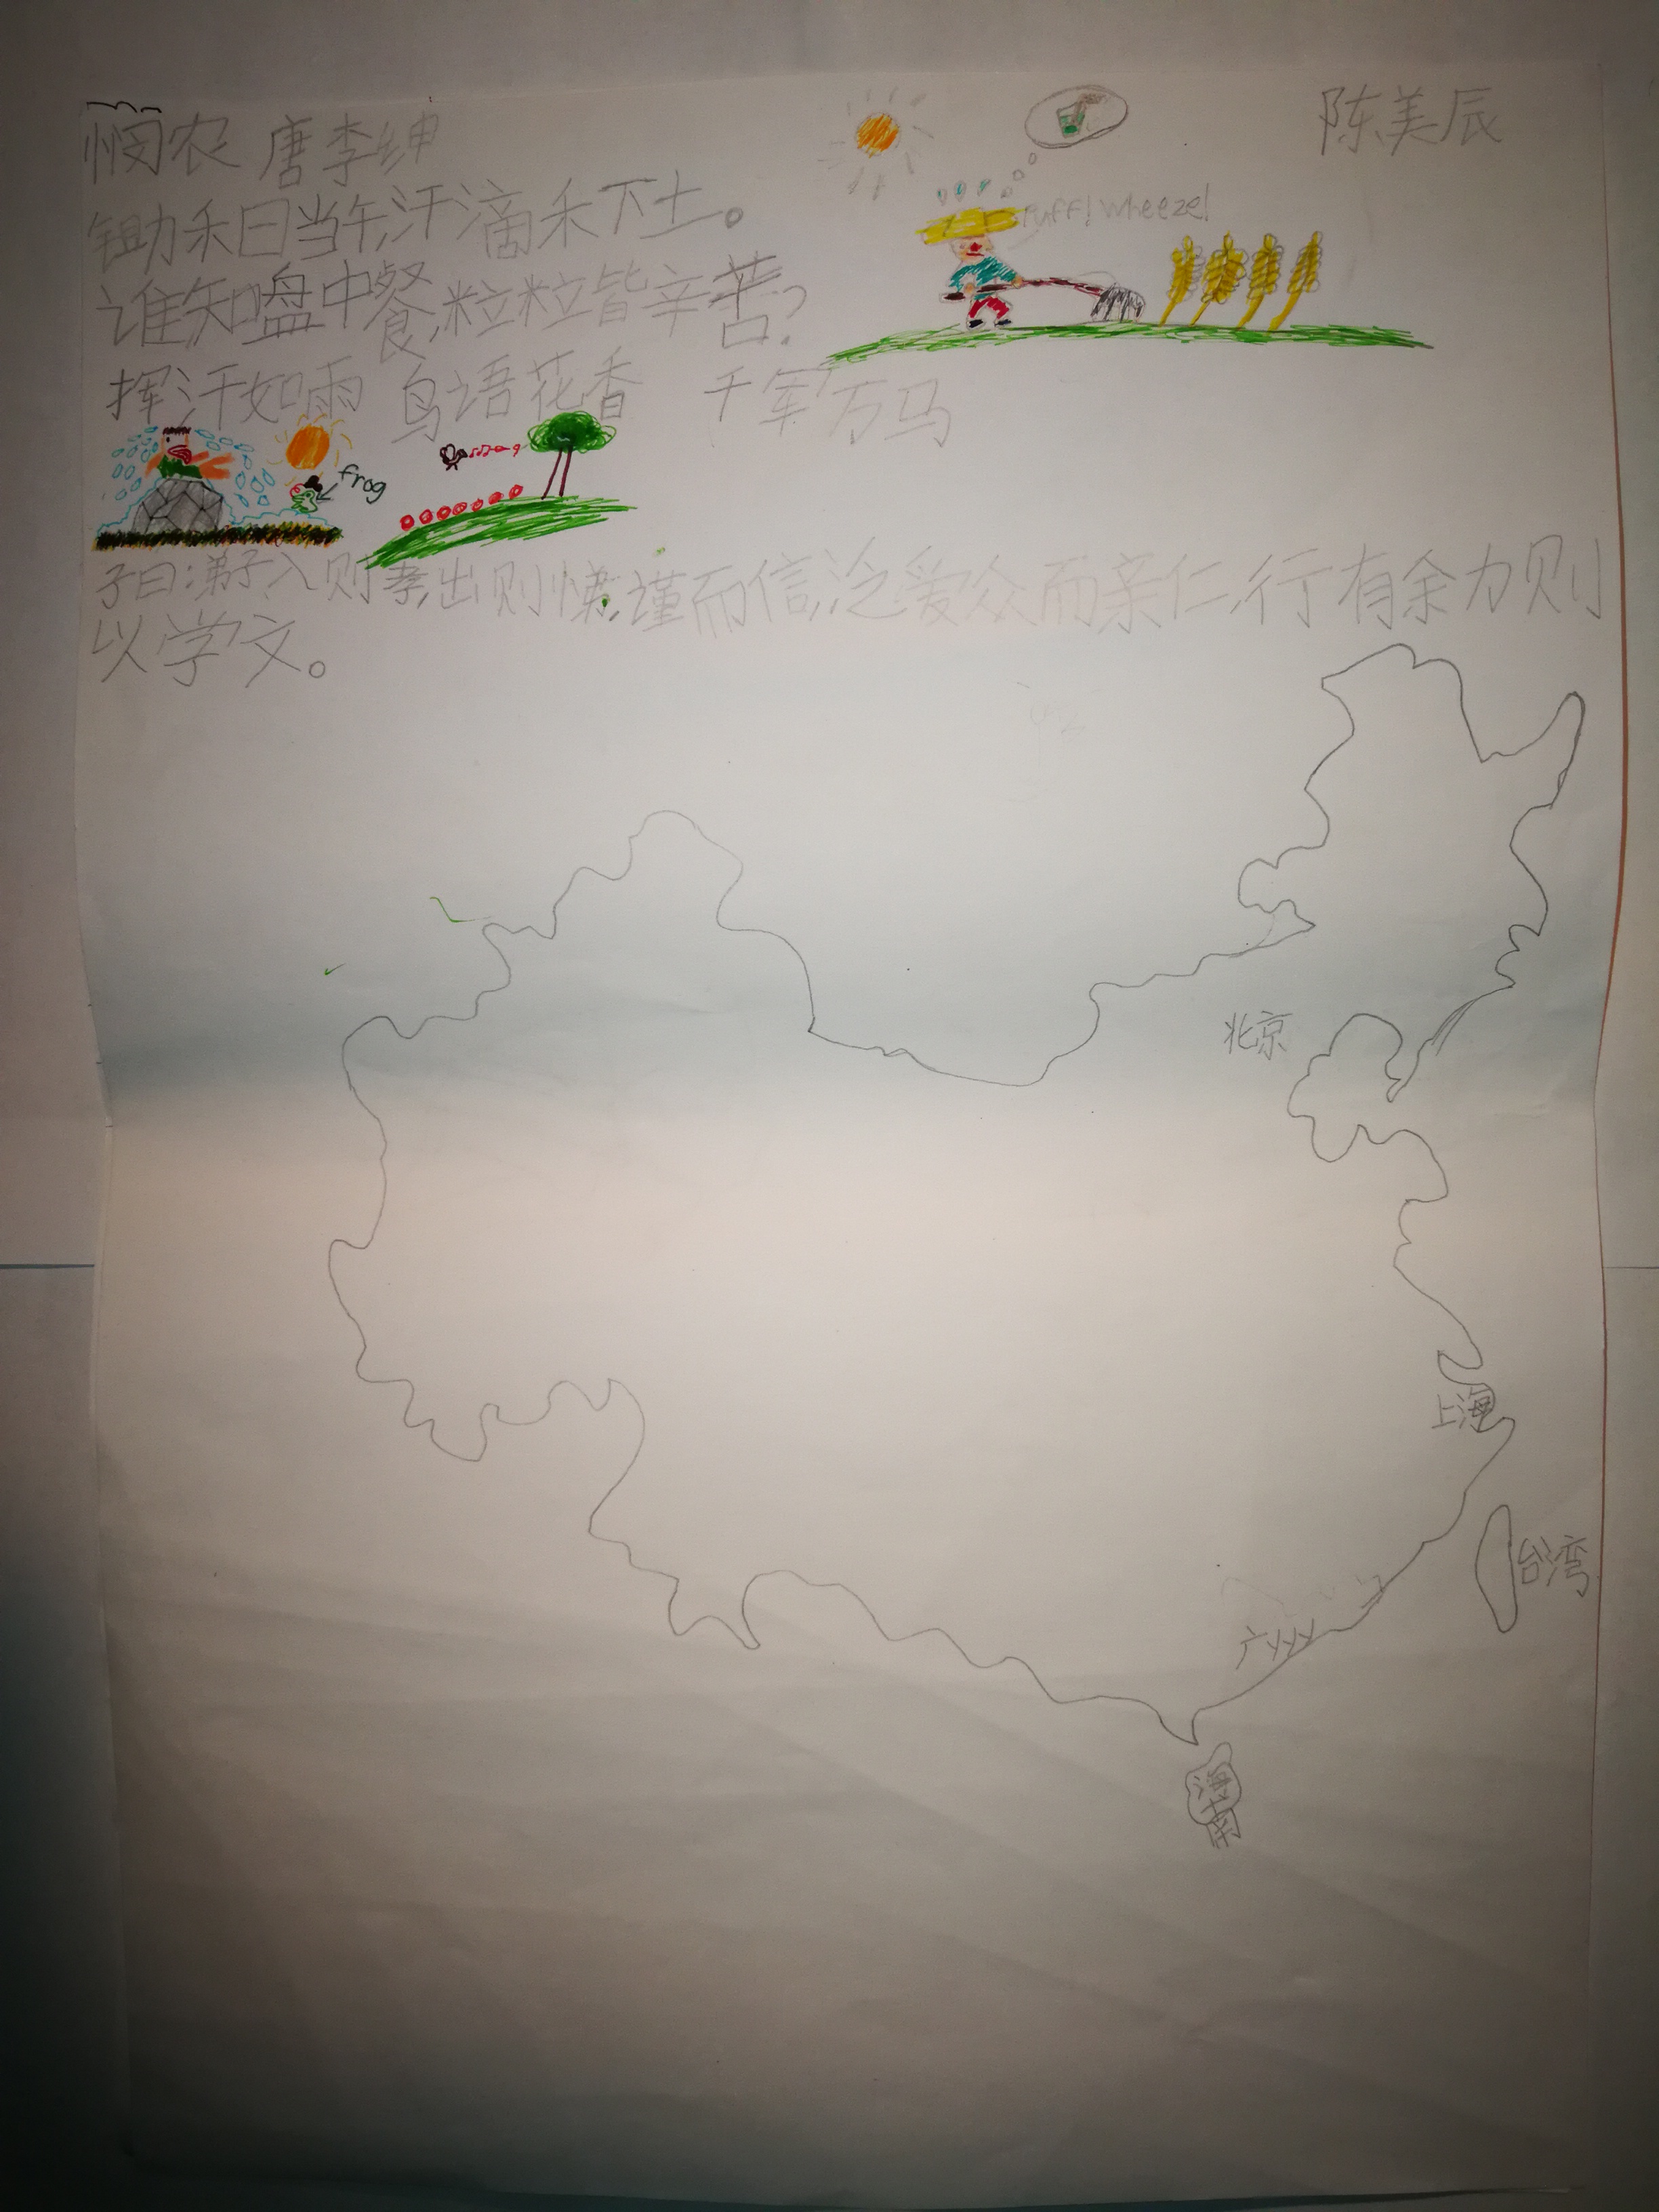 悯农 唐李绅
陈美辰
锄禾日当午,汗滴禾下土。
puff! wheeze!
谁知盘中餐,粒粒皆辛苦?
挥汗如雨 鸟语花香 千军万马
frog
子曰:弟子入则孝,出则悌,谨而信,泛爱众而亲仁,行有余力则
以学文。
北京
上海
台湾
广州
海南